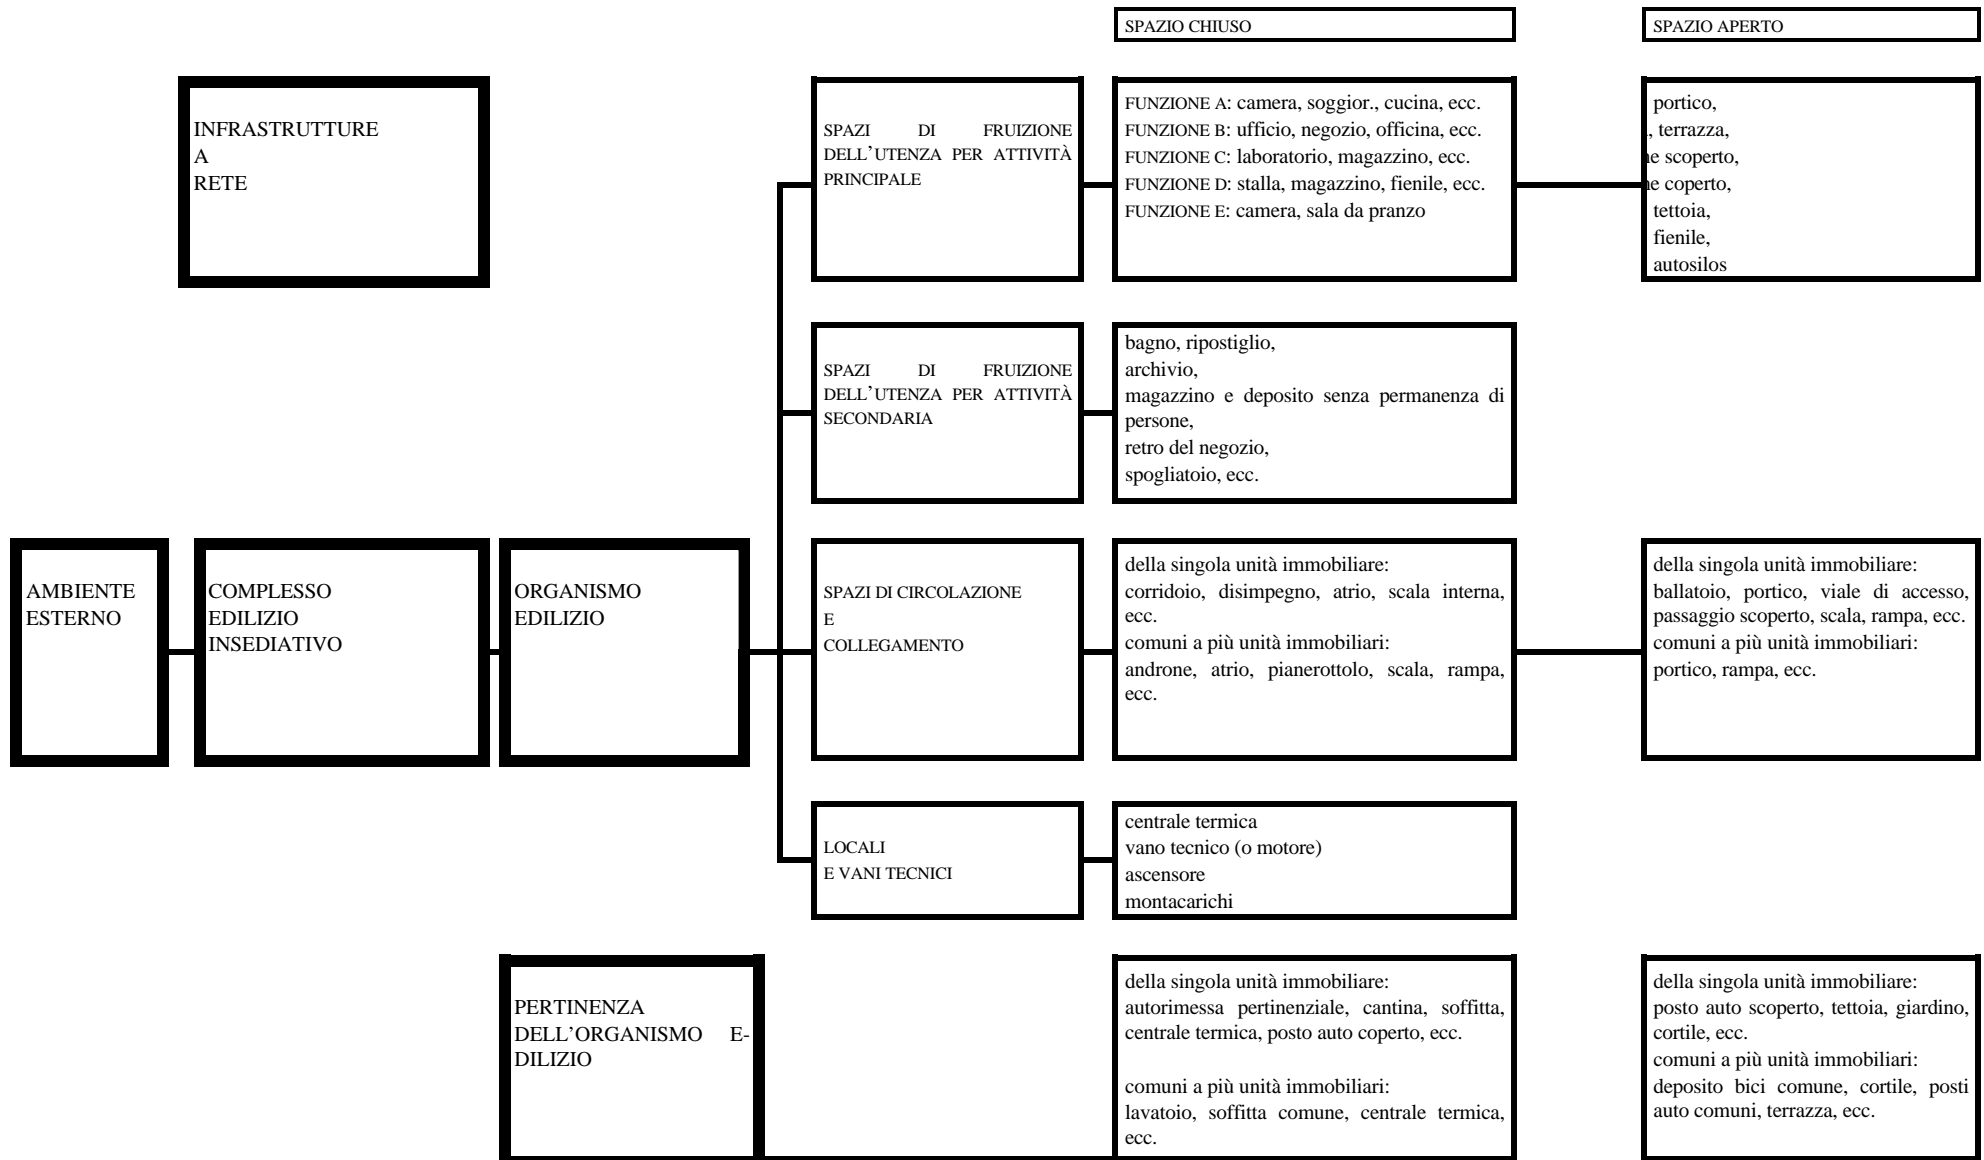 SPAZIO CHIUSO
SPAZIO APERTO
INFRASTRUTTURE
A
RETE
SPAZI DI FRUIZIONE
DELL’UTENZA PER ATTIVITÀ
PRINCIPALE
FUNZIONE A: camera, soggior., cucina, ecc.
FUNZIONE B: ufficio, negozio, officina, ecc.
FUNZIONE C: laboratorio, magazzino, ecc.
FUNZIONE D: stalla, magazzino, fienile, ecc.
FUNZIONE E: camera, sala da pranzo
portico,
, terrazza,
scoperto,
coperto,
tettoia,
fienile,
autosilos
SPAZI DI FRUIZIONE
DELL’UTENZA PER ATTIVITÀ
SECONDARIA
bagno, ripostiglio,
archivio,
magazzino e deposito senza permanenza di
persone,
retro del negozio,
spogliatoio, ecc.
AMBIENTE
ESTERNO
COMPLESSO
EDILIZIO
INSEDIATIVO
ORGANISMO
EDILIZIO
SPAZI DI CIRCOLAZIONE
E
COLLEGAMENTO
della singola unità immobiliare:
corridoio, disimpegno, atrio, scala interna,
ecc.
comuni a più unità immobiliari:
androne, atrio, pianerottolo, scala, rampa,
ecc.
della singola unità immobiliare:
ballatoio, portico, viale di accesso,
passaggio scoperto, scala, rampa, ecc.
comuni a più unità immobiliari:
portico, rampa, ecc.
LOCALI
E VANI TECNICI
centrale termica
vano tecnico (o motore)
ascensore
montacarichi
PERTINENZA
DELL’ORGANISMO E-
DILIZIO
della singola unità immobiliare:
autorimessa pertinenziale, cantina, soffitta,
centrale termica, posto auto coperto, ecc.
comuni a più unità immobiliari:
lavatoio, soffitta comune, centrale termica,
ecc.
della singola unità immobiliare:
posto auto scoperto, tettoia, giardino,
cortile, ecc.
comuni a più unità immobiliari:
deposito bici comune, cortile, posti
auto comuni, terrazza, ecc.